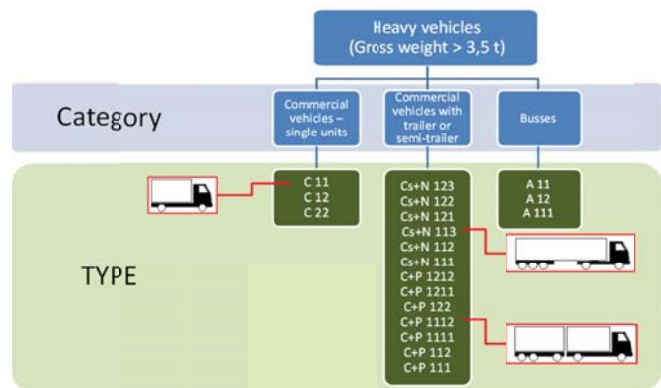 Heavy vehicles
(Gross weight > 3,5 t)
Category
Commercial
vehicles –
single units
Commercial
vehicles with
trailer or
semi-trailer
Busses
TYPE
C 11
C 12
C 22
Cs+N 123
Cs+N 122
Cs+N 121
Cs+N 113
Cs+N 112
Cs+N 111
C+P 1212
C+P 1211
C+P 122
C+P 1112
C+P 1111
C+P 112
C+P 111
A 11
A 12
A 111